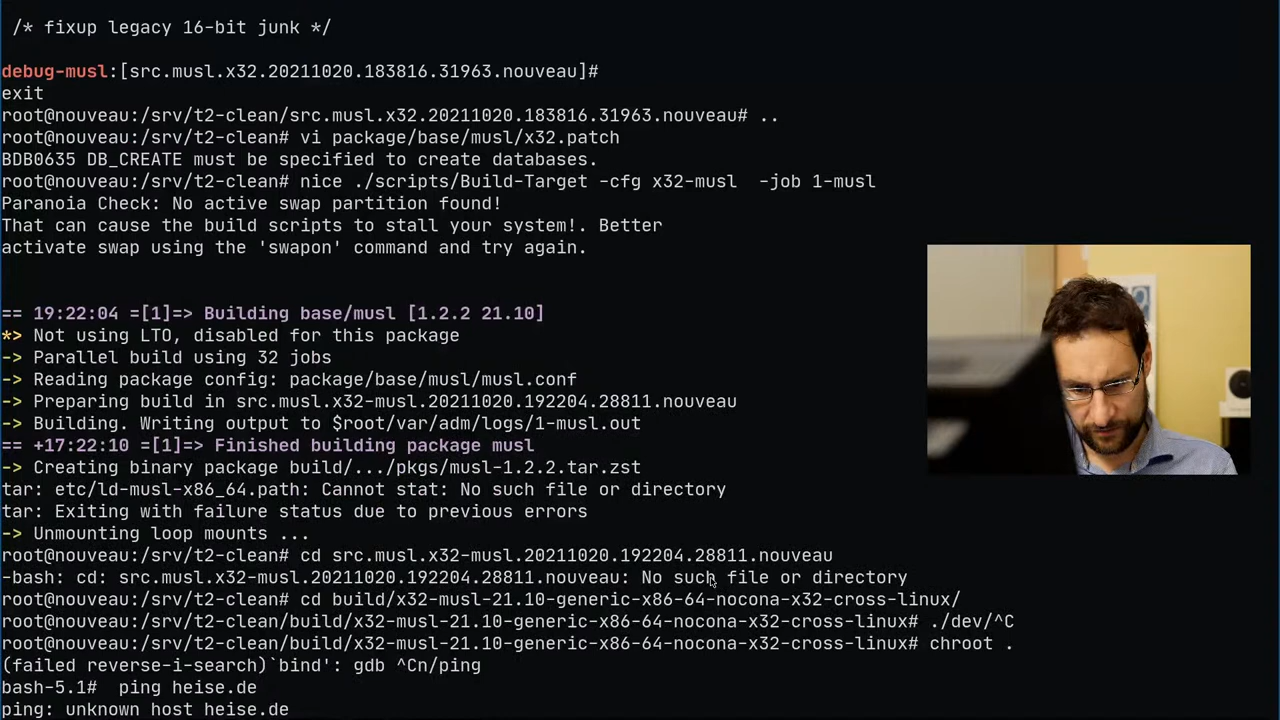 /* fixup legacy 16-bit junk */
debug-musl:[src.musl.x32.20211020.183816.31963.nouveau]#
exit
root@nouveau:/srv/t2-clean/src.musl.x32.20211020.183816.31963.nouveau# ..
root@nouveau:/srv/t2-clean# vi package/base/musl/x32.patch
BDB0635 DB_CREATE must be specified to create databases.
root@nouveau:/srv/t2-clean# nice ./scripts/Build-Target -cfg x32-musl  -job 1-musl
Paranoia Check: No active swap partition found!
That can cause the build scripts to stall your system!. Better
activate swap using the 'swapon' command and try again.
== 19:22:04 =[1]=> Building base/musl [1.2.2 21.10]
*> Not using LTO, disabled for this package
-> Parallel build using 32 jobs
-> Reading package config: package/base/musl/musl.conf
-> Preparing build in src.musl.x32-musl.20211020.192204.28811.nouveau
-> Building. Writing output to $root/var/adm/logs/1-musl.out
== +17:22:10 =[1]=> Finished building package musl
-> Creating binary package build/.../pkgs/musl-1.2.2.tar.zst
tar: etc/ld-musl-x86_64.path: Cannot stat: No such file or directory
tar: Exiting with failure status due to previous errors
-> Unmounting loop mounts ...
root@nouveau:/srv/t2-clean# cd src.musl.x32-musl.20211020.192204.28811.nouveau
-bash: cd: src.musl.x32-musl.20211020.192204.28811.nouveau: No such file or directory
root@nouveau:/srv/t2-clean# cd build/x32-musl-21.10-generic-x86-64-nocona-x32-cross-linux/
root@nouveau:/srv/t2-clean/build/x32-musl-21.10-generic-x86-64-nocona-x32-cross-linux# ./dev/^C
root@nouveau:/srv/t2-clean/build/x32-musl-21.10-generic-x86-64-nocona-x32-cross-linux# chroot .
(failed reverse-i-search)`bind': gdb ^Cn/ping
bash-5.1#  ping heise.de
ping: unknown host heise.de